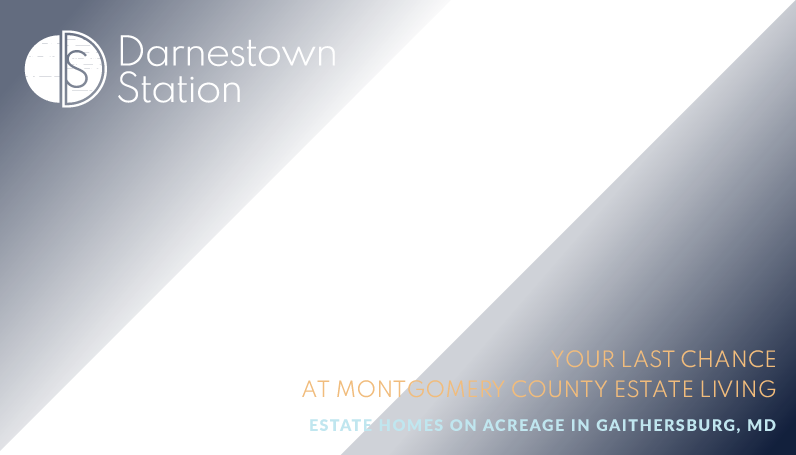 Darnestown
Station
YOUR LAST CHANCE
AT MONTGOMERY COUNTY ESTATE LIVING
ESTATE HOMES ON ACREAGE IN GAITHERSBURG, MD